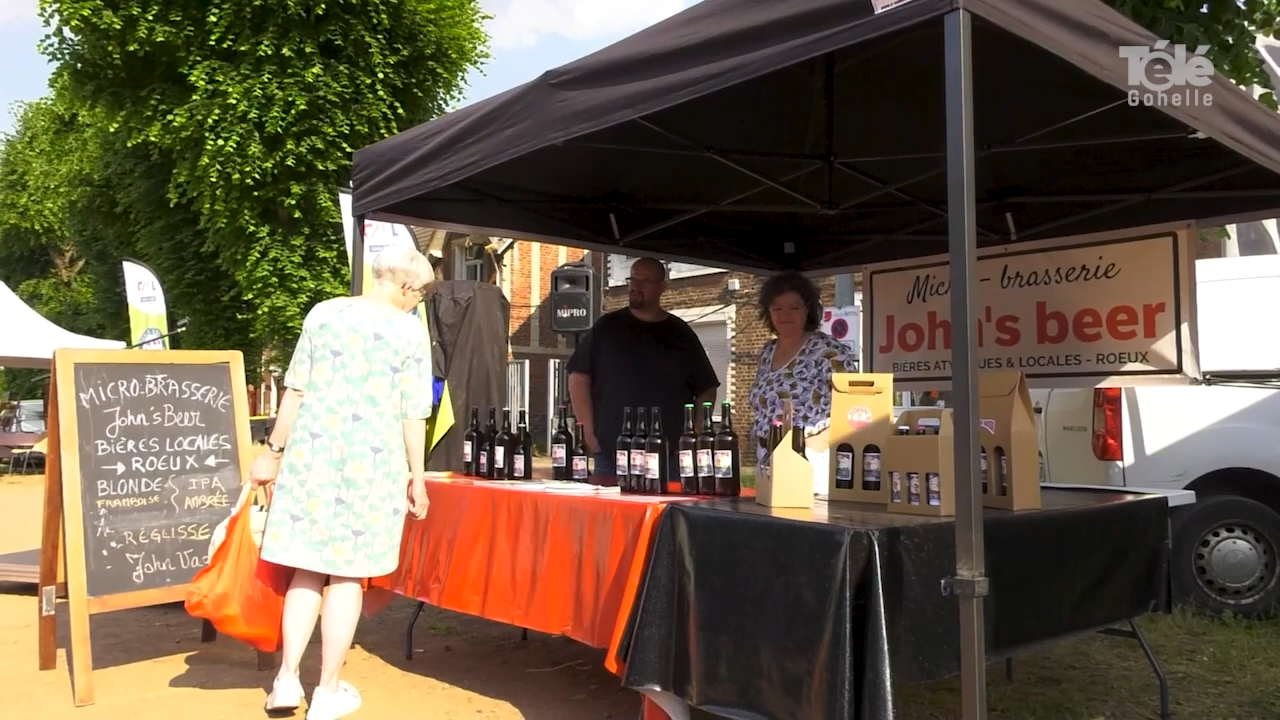 Télé
Gohelle
MICRO-BRASSERIE
John's Beer
BIÈRES LOCALES
→ ROEUX ←
BLONDE IPA
FRAMBOISE AMBRÉE
RÉGLISSE
John
MIPRO
brasserie
John's beer
BIÈRES & LOCALES - ROEUX